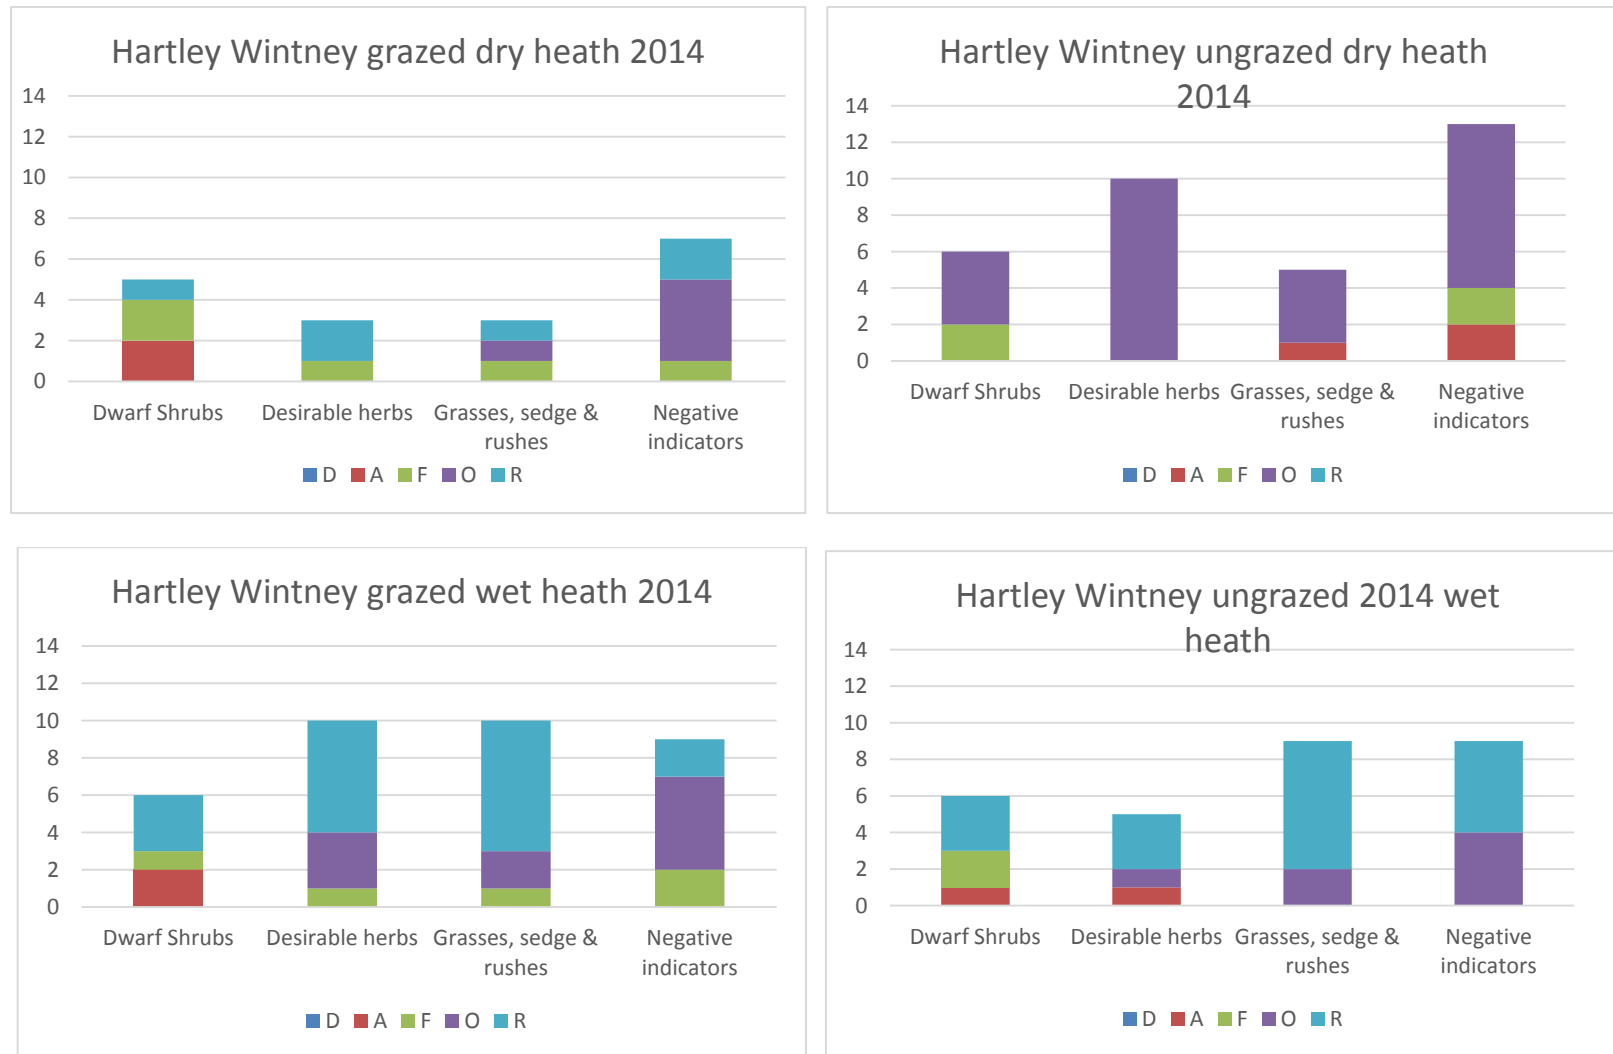 Hartley Wintney grazed dry heath 2014
14
12
10
8
6
4
2
0
Dwarf Shrubs
Desirable herbs
Grasses, sedge &
rushes
Negative
indicators
D A F O R
Hartley Wintney ungrazed dry heath
2014
14
12
10
8
6
4
2
0
Dwarf Shrubs
Desirable herbs
Grasses, sedge &
rushes
Negative
indicators
D A F O R
Hartley Wintney grazed wet heath 2014
14
12
10
8
6
4
2
0
Dwarf Shrubs
Desirable herbs
Grasses, sedge &
rushes
Negative
indicators
D A F O R
Hartley Wintney ungrazed 2014 wet
heath
14
12
10
8
6
4
2
0
Dwarf Shrubs
Desirable herbs
Grasses, sedge &
rushes
Negative
indicators
D A F O R